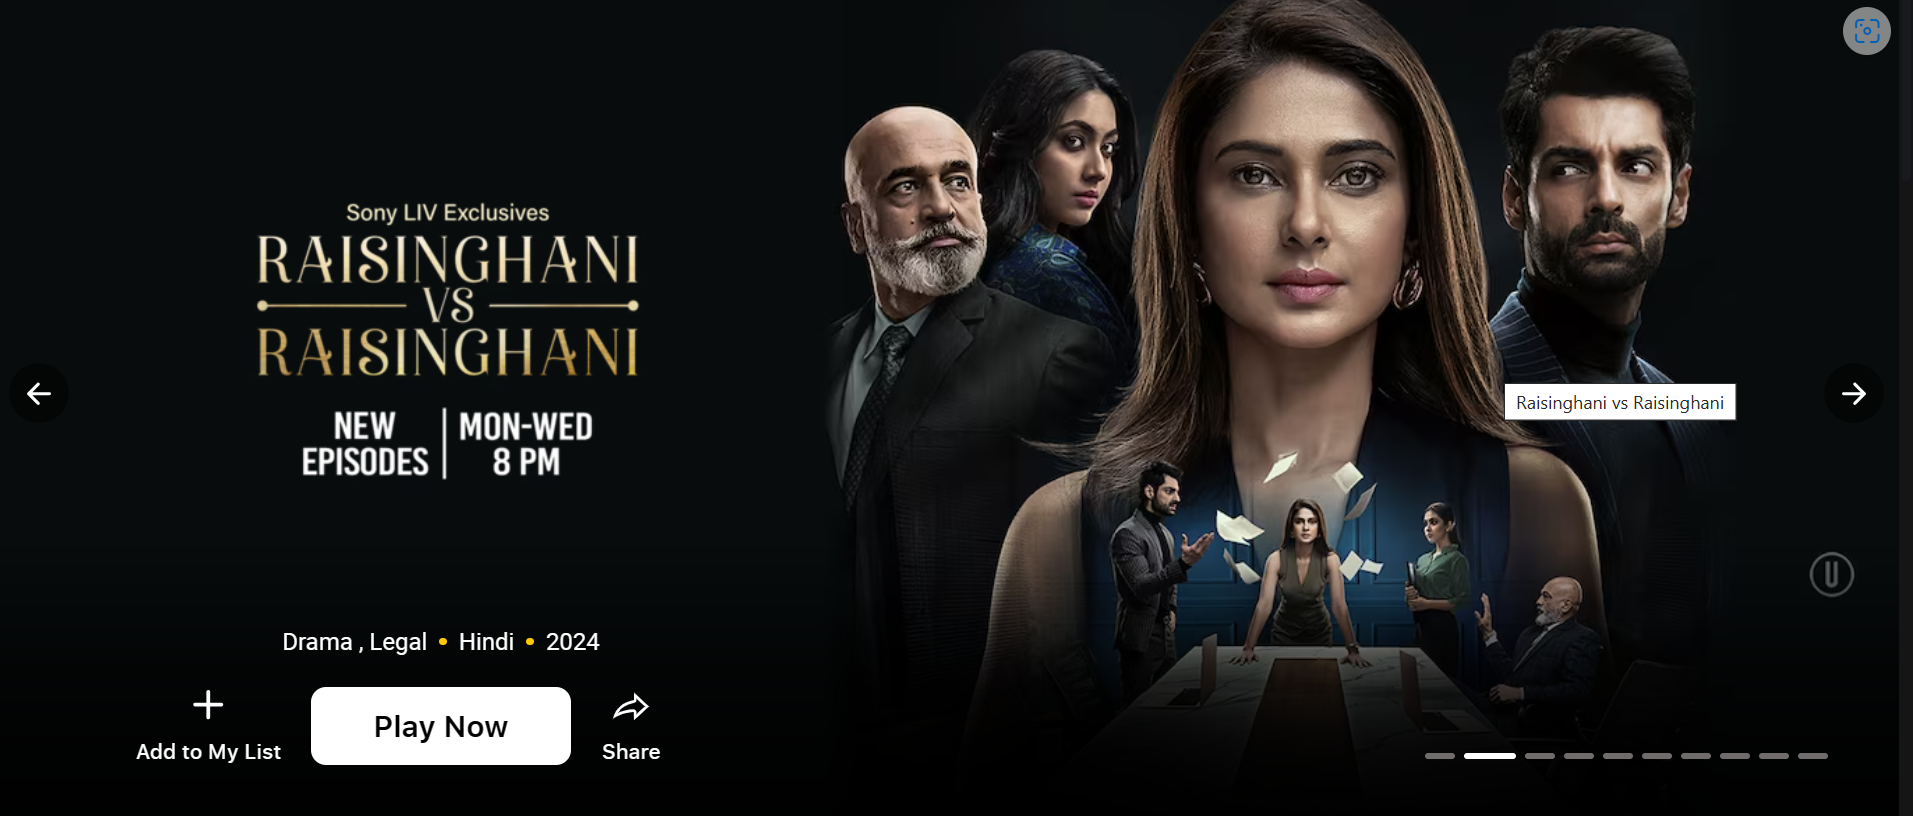 Sony LIV Exclusives
RAISINGHANI
VS
RAISINGHANI
NEW EPISODES
MON-WED 8 PM
Raisinghani vs Raisinghani
U
Drama , Legal • Hindi • 2024
Add to My List
Play Now
Share